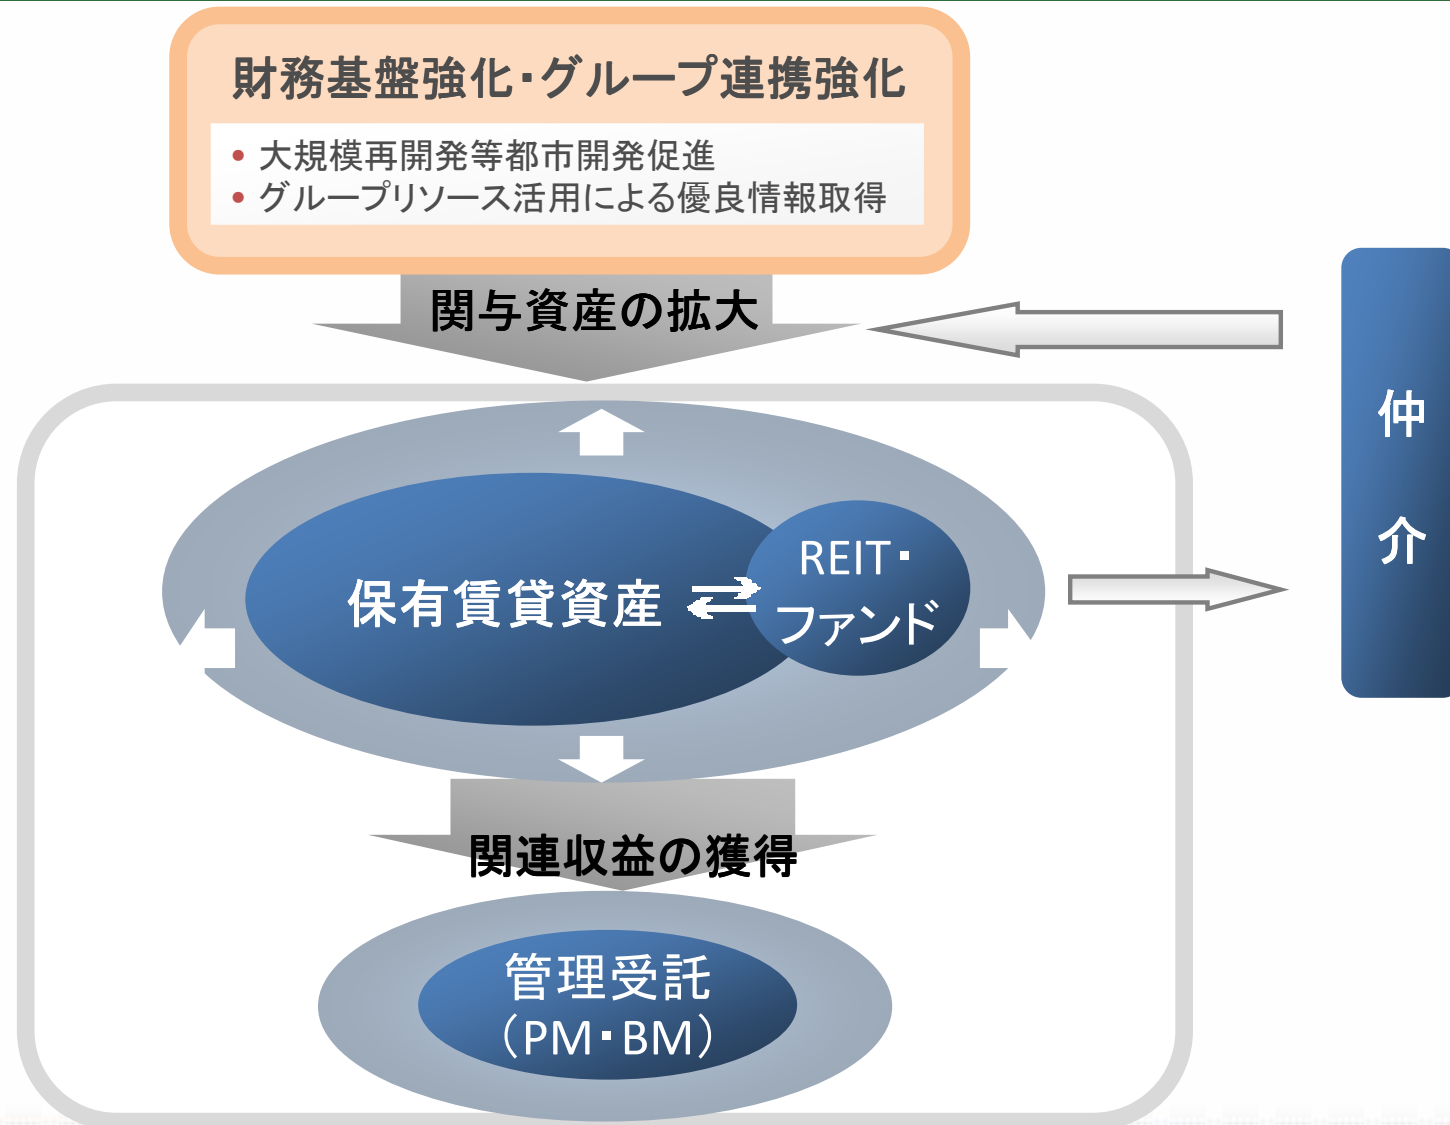 財務基盤強化・グループ連携強化
• 大規模再開発等都市開発促進
• グループリソース活用による優良情報取得
関与資産の拡大
仲
介
保有賃貸資産
REIT・
ファンド
関連収益の獲得
管理受託
（PM・BM）